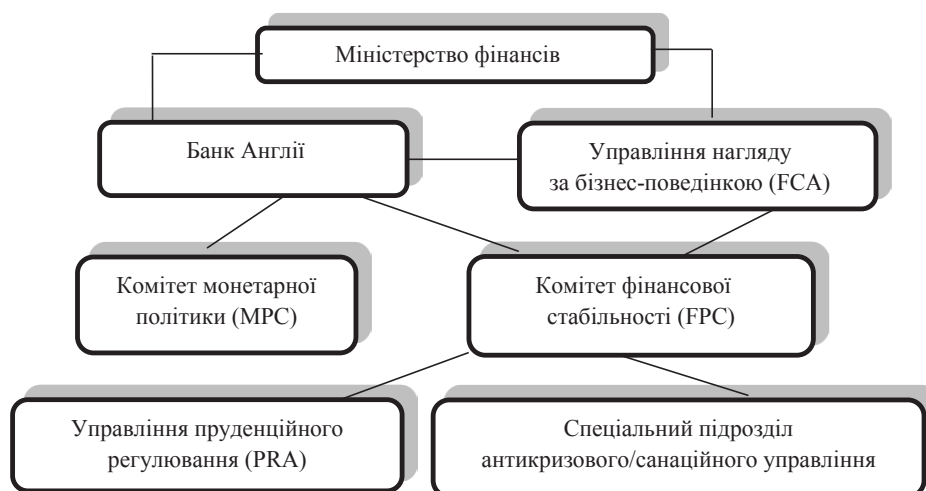 Міністерство фінансів
Банк Англії
Управління нагляду
за бізнес-поведінкою (FCA)
Комітет монетарної
політики (MPC)
Комітет фінансової
стабільності (FPC)
Управління пруденційного
регулювання (PRA)
Спеціальний підрозділ
антикризового/санаційного управління